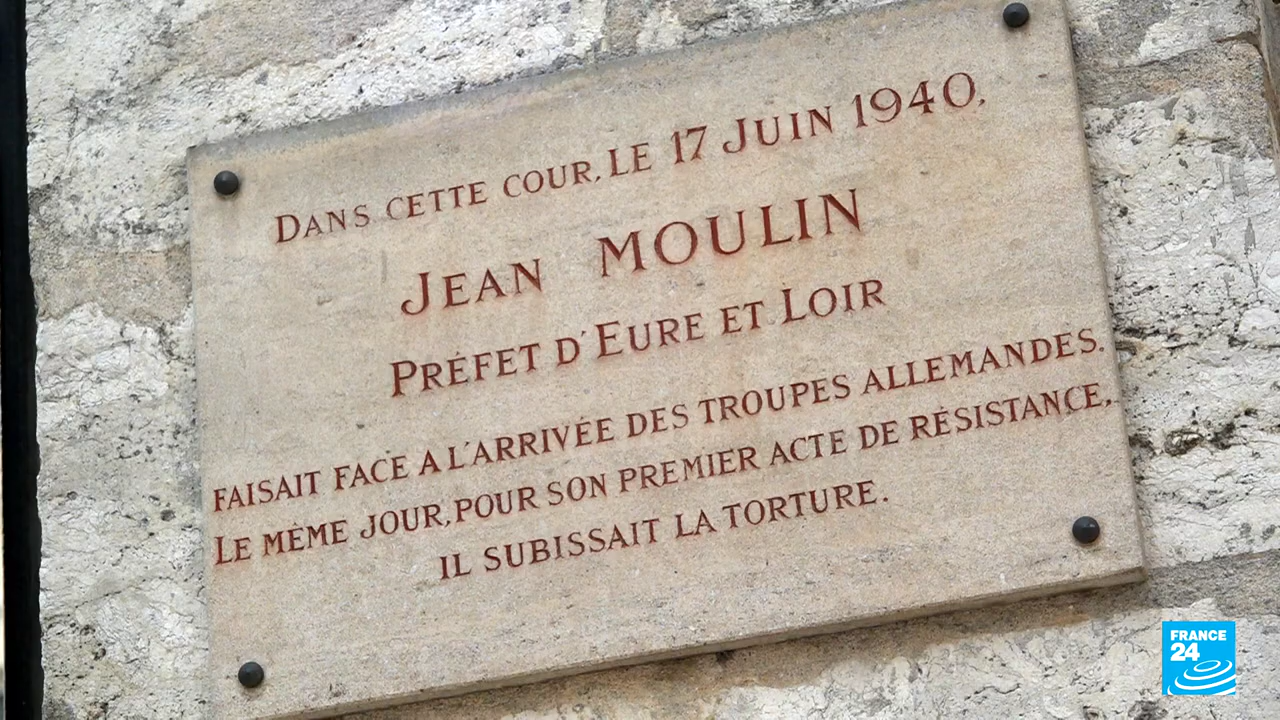 DANS CETTE COUR, LE 17 JUIN 1940,
JEAN MOULIN
PRÉFET D'EURE ET LOIR
FAISAIT FACE A L'ARRIVÉE DES TROUPES ALLEMANDES.
LE MÊME JOUR, POUR SON PREMIER ACTE DE RÉSISTANCE,
IL SUBISSAIT LA TORTURE.
FRANCE
24